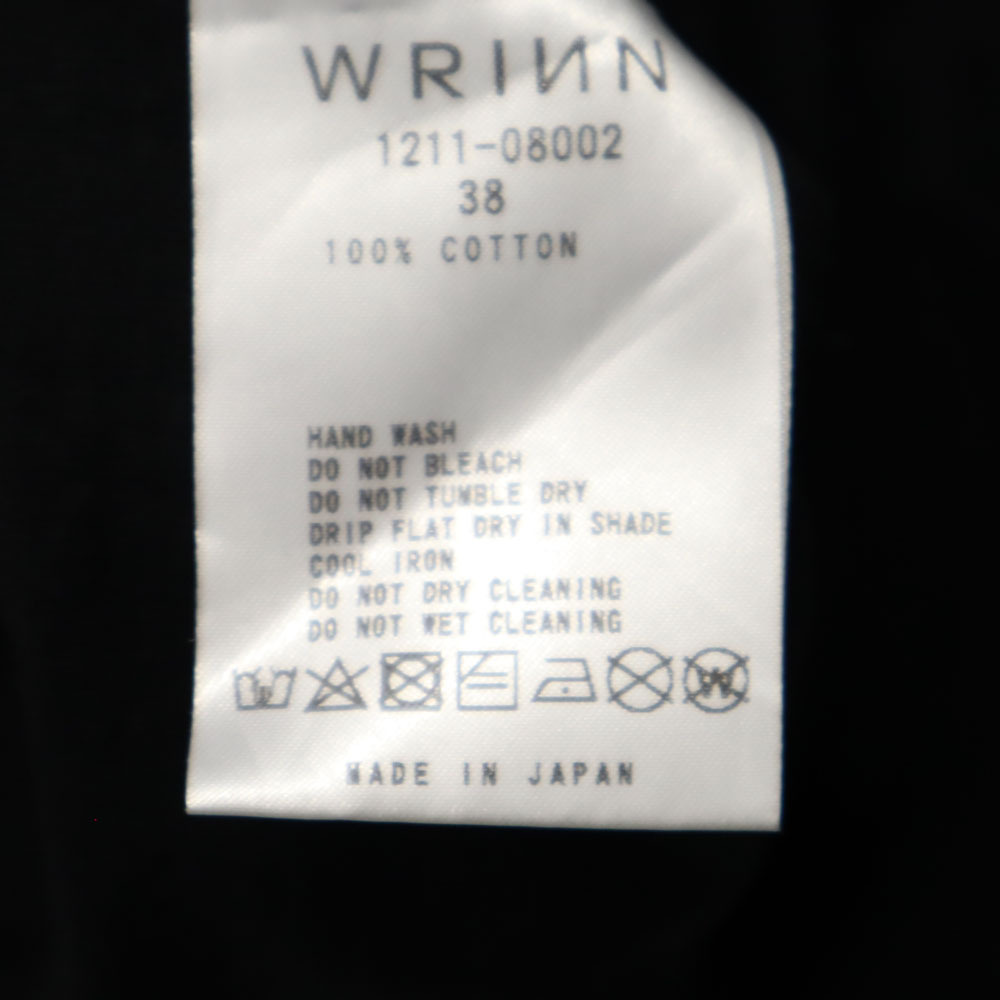 WRINN
1211-08002
38
100% COTTON
HAND WASH
DO NOT BLEACH
DO NOT TUMBLE DRY
DRIP FLAT DRY IN SHADE
COOL IRON
DO NOT DRY CLEANING
DO NOT WET CLEANING
W
MADE IN JAPAN